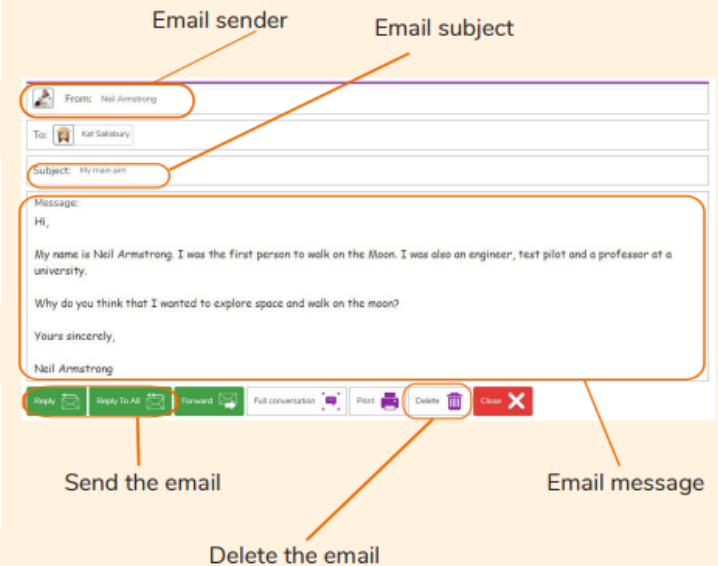 Email sender
Email subject
From: Neil Armstrong
To: Kat Salisbury
Subject: My main aim
Message:
Hi,
My name is Neil Armstrong. I was the first person to walk on the Moon. I was also an engineer, test pilot and a professor at a
university.
Why do you think that I wanted to explore space and walk on the moon?
Yours sincerely,
Neil Armstrong
Reply Reply To All Forward Full conversation Print Delete Close
Send the email
Email message
Delete the email